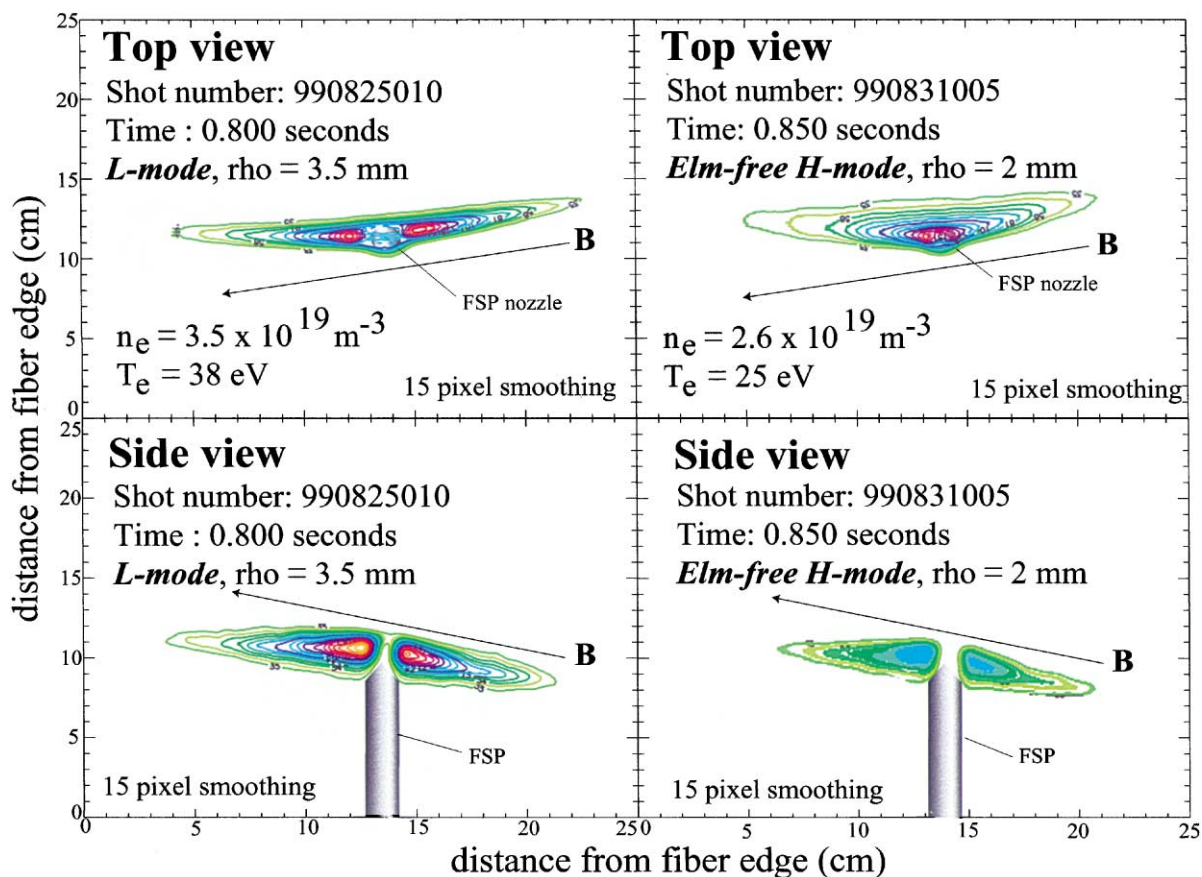 distance from fiber edge (cm)
25
20
15
10
5
0
Top view
Shot number: 990825010
Time : 0.800 seconds
L-mode, rho = 3.5 mm
B
FSP nozzle
n_e = 3.5 x 10^19 m^-3
T_e = 38 eV
15 pixel smoothing
Top view
Shot number: 990831005
Time: 0.850 seconds
Elm-free H-mode, rho = 2 mm
B
FSP nozzle
n_e = 2.6 x 10^19 m^-3
T_e = 25 eV
15 pixel smoothing
25
20
15
10
5
0
Side view
Shot number: 990825010
Time : 0.800 seconds
L-mode, rho = 3.5 mm
B
FSP
15 pixel smoothing
Side view
Shot number: 990831005
Time: 0.850 seconds
Elm-free H-mode, rho = 2 mm
B
FSP
15 pixel smoothing
0 5 10 15 20 25 5 10 15 20 25
distance from fiber edge (cm)